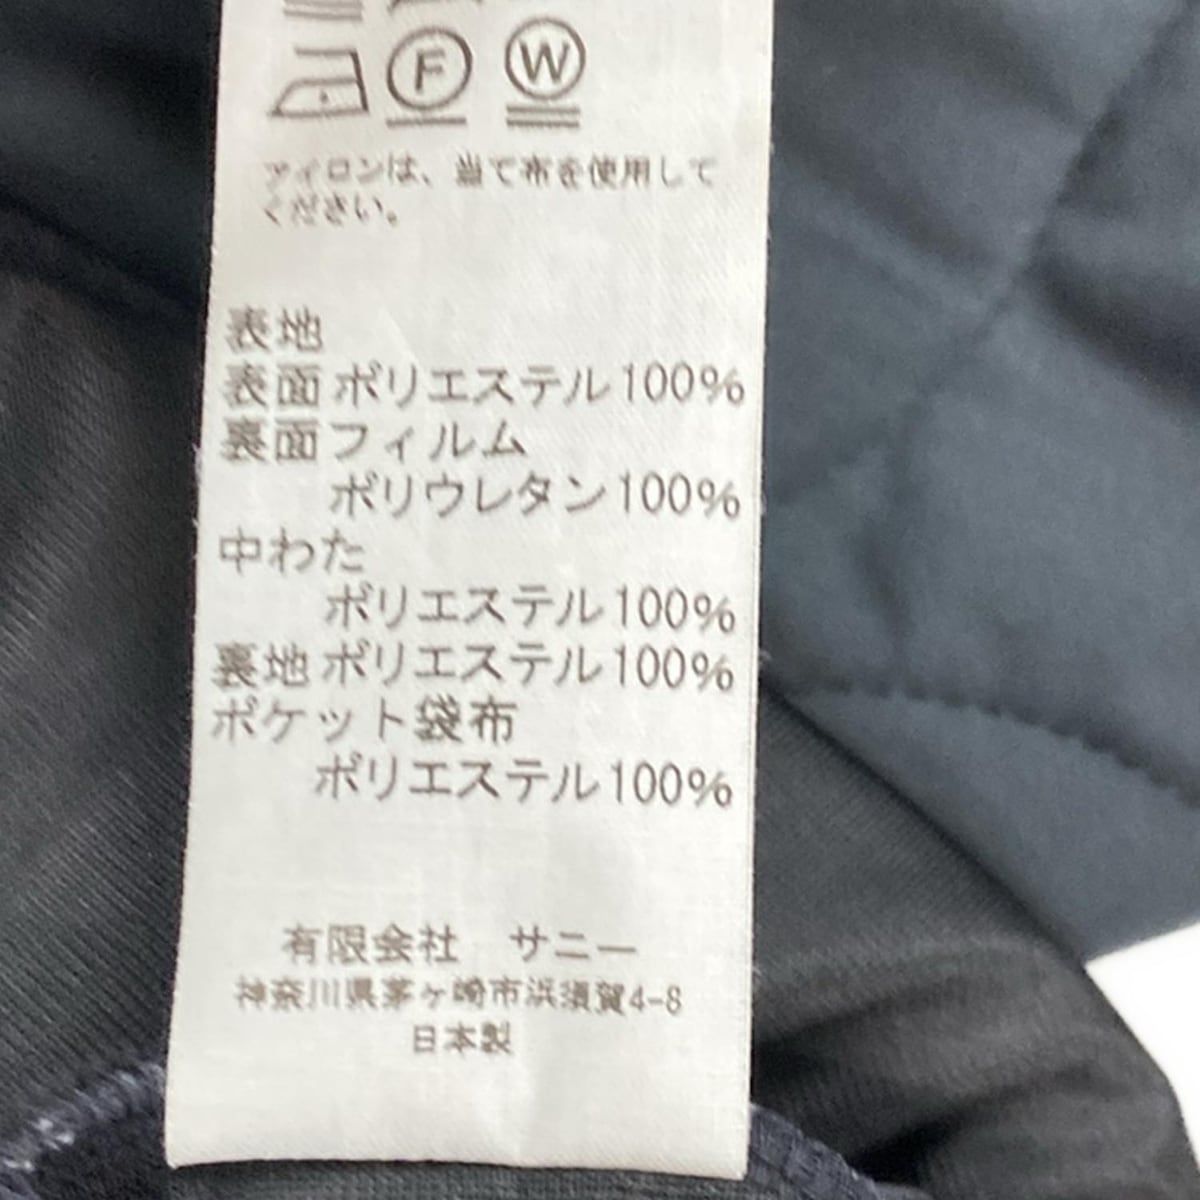 F W
アイロンは、当て布を使用して
ください。
表地
表面 ポリエステル100%
裏面 フィルム
ポリウレタン100%
中わた
ポリエステル100%
裏地 ポリエステル100%
ポケット袋布
ポリエステル100%
有限会社 サニー
神奈川県茅ヶ崎市浜須賀4-8
日本製